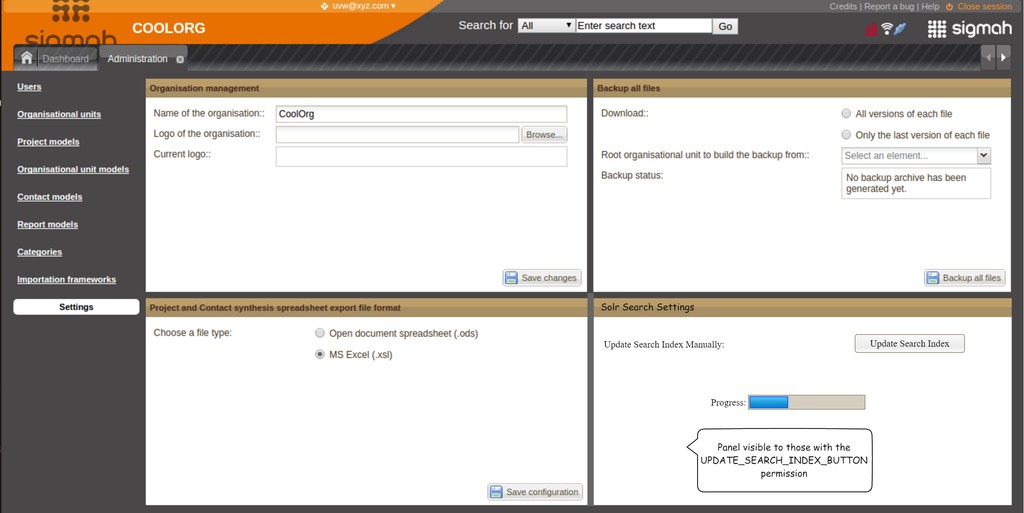 uvw@xyz.com ▾
Credits | Report a bug | Help Close session
sigmah
COOLORG
Search for All Enter search text Go
sigmah
Dashboard Administration
Users
Organisational units
Project models
Organisational unit models
Contact models
Report models
Categories
Importation frameworks
Settings
Organisation management
Name of the organisation:: CoolOrg
Logo of the organisation:: Browse...
Current logo::
Save changes
Backup all files
Download:: All versions of each file
Only the last version of each file
Root organisational unit to build the backup from:: Select an element...
Backup status: No backup archive has been
generated yet.
Backup all files
Project and Contact synthesis spreadsheet export file format
Choose a file type: Open document spreadsheet (.ods)
MS Excel (.xsl)
Save configuration
Solr Search Settings
Update Search Index Manually: Update Search Index
Progress:
Panel visible to those with the
UPDATE_SEARCH_INDEX_BUTTON
permission